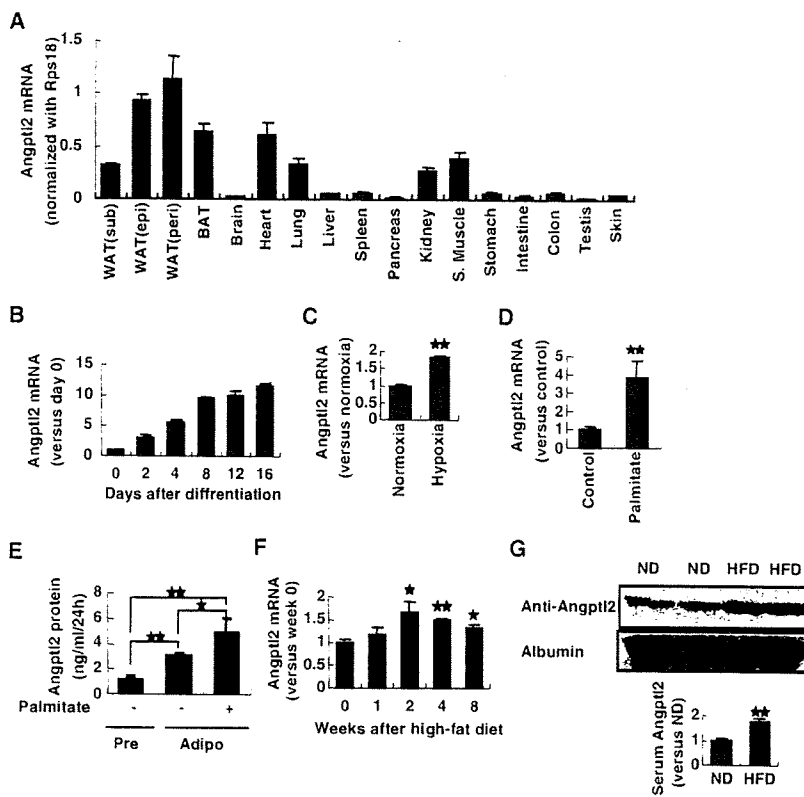 A
Angptl2 mRNA
(normalized with Rps18)
1.5
1
0.5
0
WAT(sub)
WAT(epi)
WAT(peri)
BAT
Brain
Heart
Lung
Liver
Spleen
Pancreas
Kidney
S. Muscle
Stomach
Intestine
Colon
Testis
Skin
B
Angptl2 mRNA
(versus day 0)
15
10
5
0
0 2 4 8 12 16
Days after diffrentiation
C
Angptl2 mRNA
(versus normoxia)
2
1.5
1
0.5
★★
Normoxia
Hypoxia
D
Angptl2 mRNA
(versus control)
5
4
3
2
1
0
★★
Control
Palmitate
E
Angptl2 protein
(ng/ml/24h)
8
6
4
2
0
★★
★
★★
Palmitate - - +
Pre Adipo
F
Angptl2 mRNA
(versus week 0)
2
1.5
1
0.5
0
★ ★★ ★
0 1 2 4 8
Weeks after high-fat diet
G
ND ND HFD HFD
Anti-Angptl2
Albumin
Serum Angptl2
(versus ND)
2
1
0
★★
ND HFD